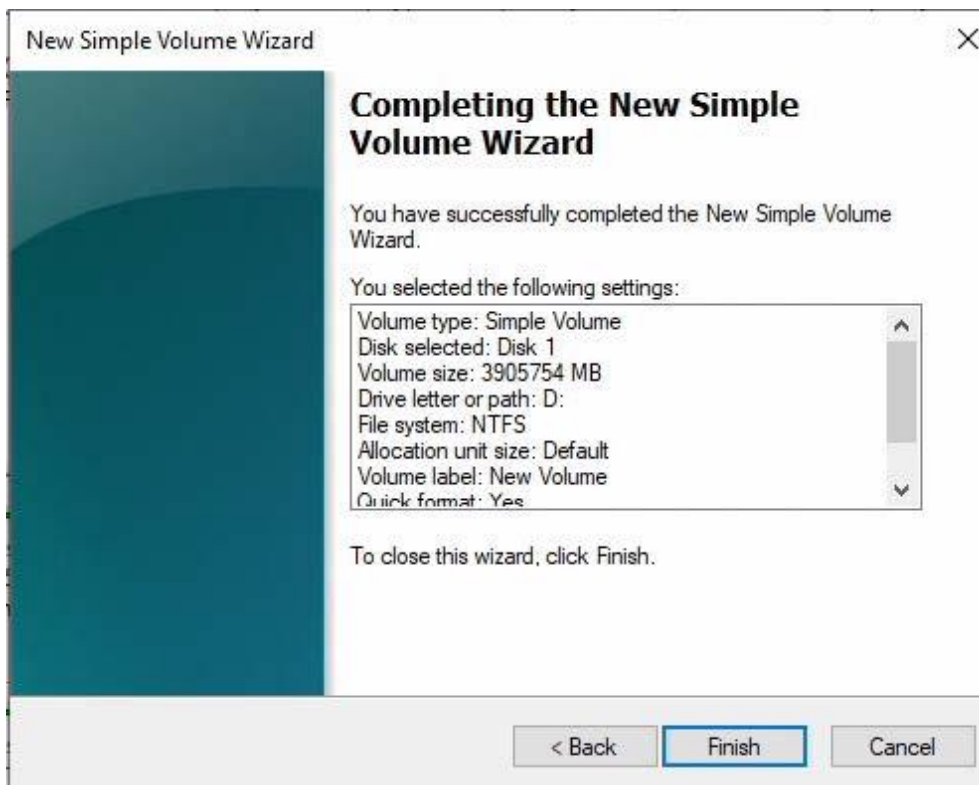 New Simple Volume Wizard
Completing the New Simple
Volume Wizard
You have successfully completed the New Simple Volume
Wizard.
You selected the following settings:
Volume type: Simple Volume
Disk selected: Disk 1
Volume size: 3905754 MB
Drive letter or path: D:
File system: NTFS
Allocation unit size: Default
Volume label: New Volume
Quick format: Yes
To close this wizard, click Finish.
< Back
Finish
Cancel